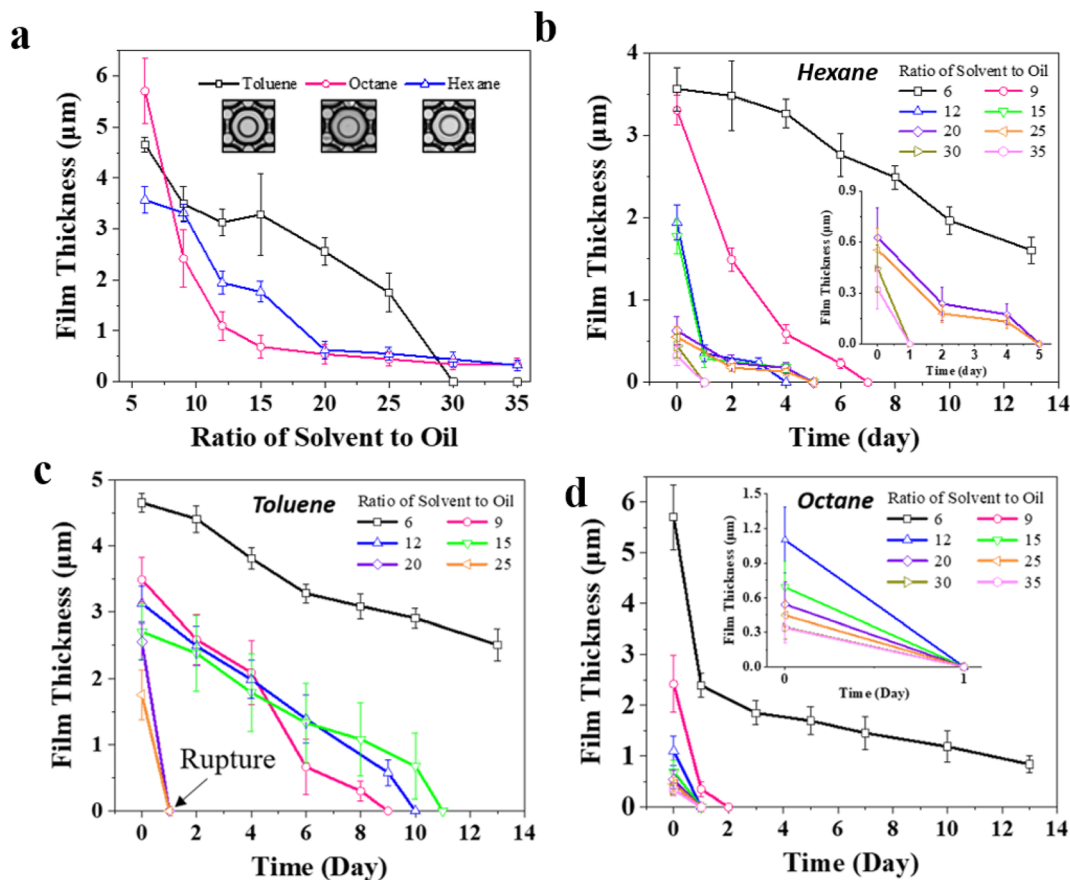 a
Film Thickness (µm)
6
5
4
3
2
1
0
Toluene Octane Hexane
5 10 15 20 25 30 35
Ratio of Solvent to Oil
b
Film Thickness (µm)
4
3
2
1
0
Hexane
Ratio of Solvent to Oil
6 9
12 15
20 25
30 35
Film Thickness (µm)
0.9
0.6
0.3
0.0
0 1 2 3 4 5
Time (day)
0 2 4 6 8 10 12 14
Time (day)
c
Film Thickness (µm)
5
4
3
2
1
0
Toluene
Ratio of Solvent to Oil
6 9
12 15
20 25
Rupture
0 2 4 6 8 10 12 14
Time (Day)
d
Film Thickness (µm)
6
5
4
3
2
1
0
Octane
Ratio of Solvent to Oil
6 9
12 15
20 25
30 35
Film Thickness (µm)
1.5
1.2
0.9
0.6
0.3
0.0
0 1
Time (Day)
0 2 4 6 8 10 12 14
Time (Day)